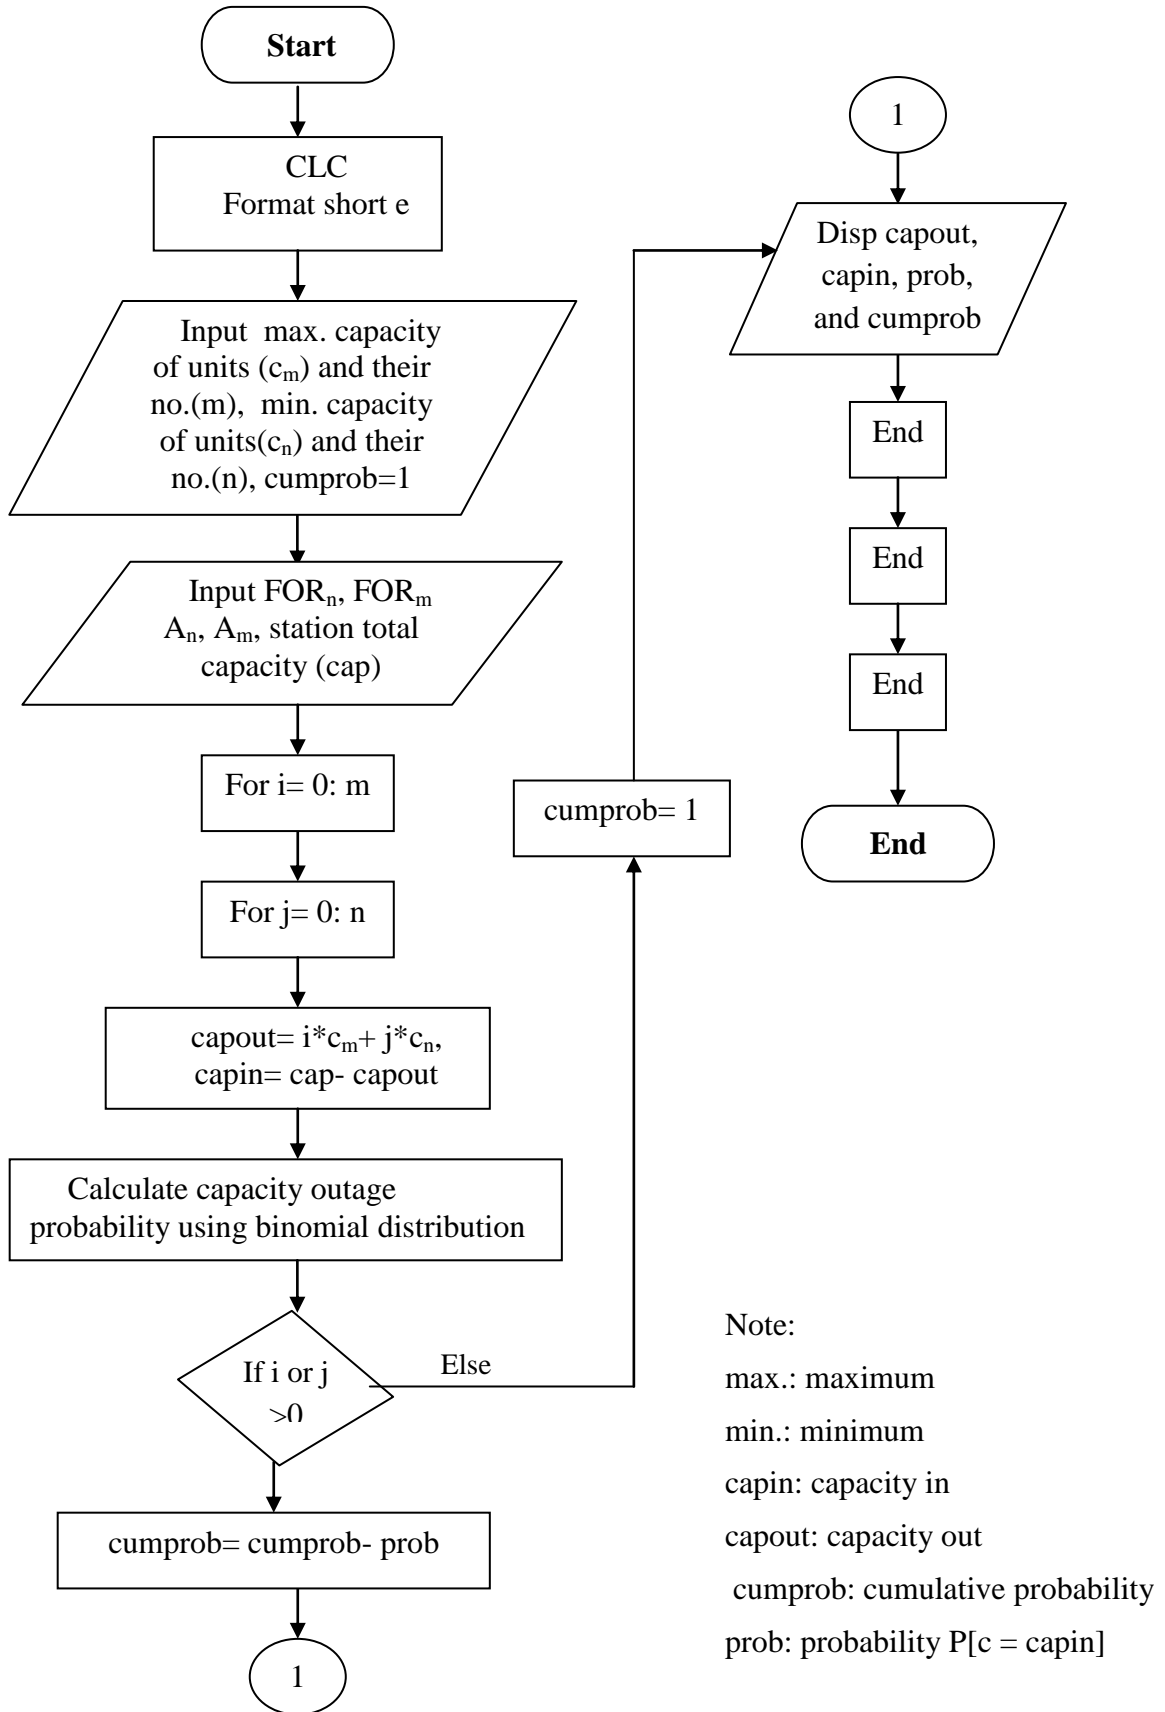 Start
CLC
Format short e
Input max. capacity
of units (cm) and their
no.(m), min. capacity
of units(cn) and their
no.(n), cumprob=1
Input FORn, FORm
An, Am, station total
capacity (cap)
For i= 0: m
For j= 0: n
capout= i*cm+ j*cn,
capin= cap- capout
Calculate capacity outage
probability using binomial distribution
If i or j
>0
Else
cumprob= cumprob- prob
1
cumprob= 1
1
Disp capout,
capin, prob,
and cumprob
End
End
End
End
Note:
max.: maximum
min.: minimum
capin: capacity in
capout: capacity out
cumprob: cumulative probability
prob: probability P[c = capin]